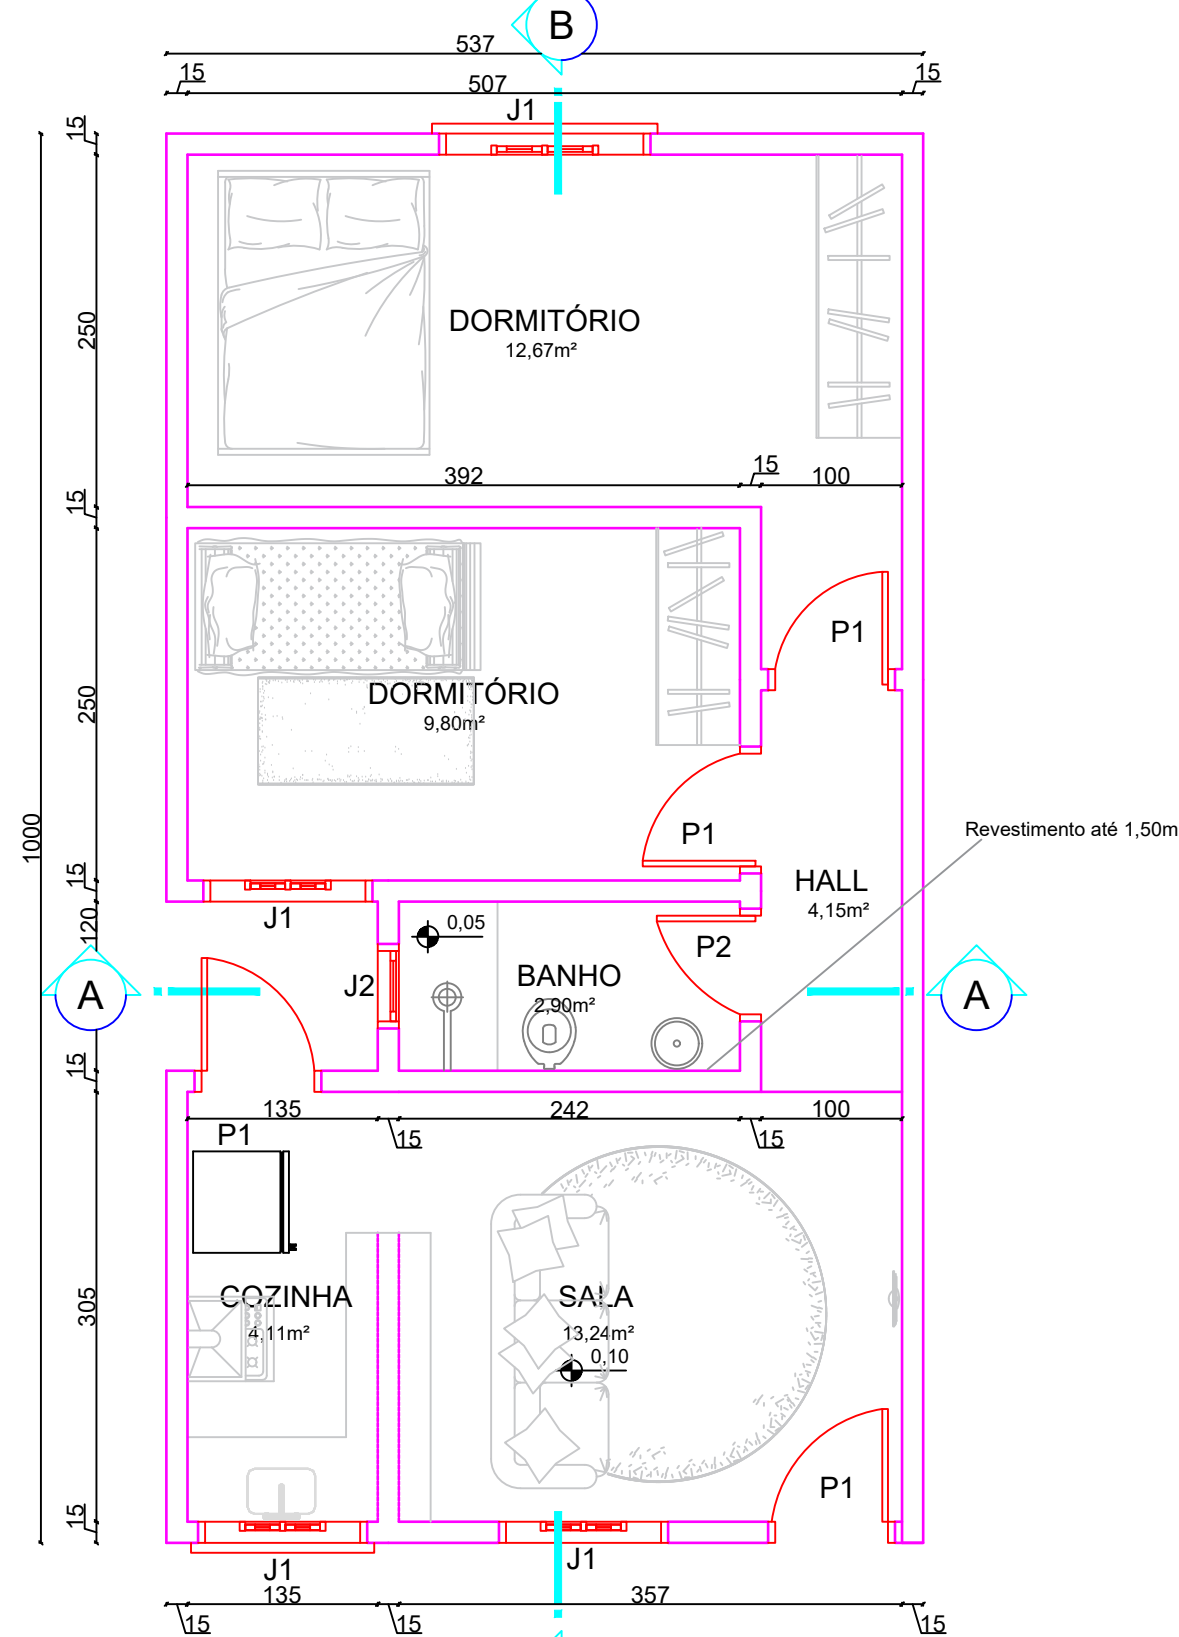 B
537
15
507
15
J1
15
DORMITÓRIO
12,67m²
250
15
392
15
100
P1
DORMITÓRIO
9,80m²
250
P1
Revestimento até 1,50m
1000
15
HALL
4,15m²
J1
0,05
120
P2
J2
BANHO
2,90m²
A
A
15
135
242
100
P1
15
15
COZINHA
4,11m²
SALA
13,24m²
0,10
305
P1
15
J1
J1
135
357
15
15
15